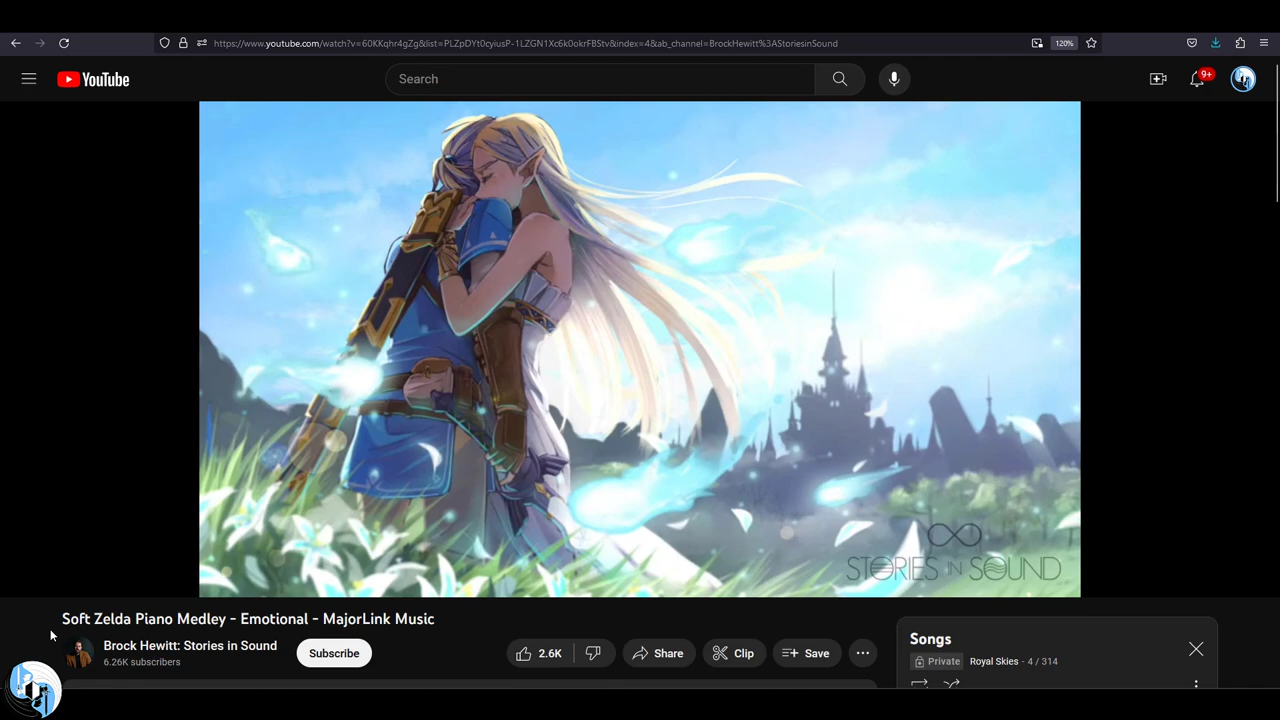 https://www.youtube.com/watch?v=60KKqhr4gZg&list=PLZpDYt0cyiusP-1LZGN1Xc6k0okrFBStv&index=4&ab_channel=BrockHewitt%3AStoriesinSound
120%
YouTube
Search
9+
STORIES IN SOUND
Soft Zelda Piano Medley - Emotional - MajorLink Music
Brock Hewitt: Stories in Sound
6.26K subscribers
Subscribe
2.6K
Share
Clip
Save
Songs
Private Royal Skies - 4 / 314